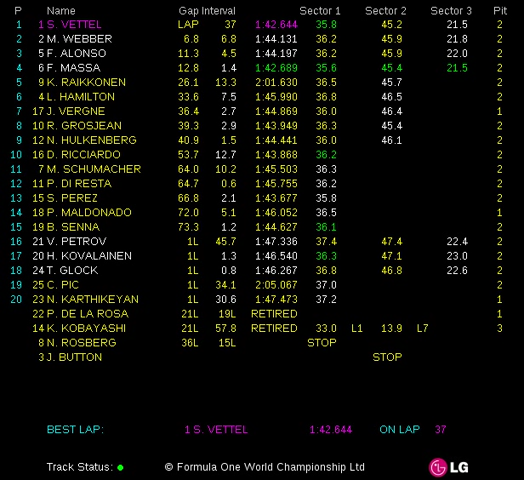 P Name Gap Interval Sector 1 Sector 2 Sector 3 Pit
1 1 S. VETTEL LAP 37 1:42.644 35.8 45.2 21.5 2
2 2 M. WEBBER 6.8 6.8 1:44.131 36.2 45.9 21.8 2
3 5 F. ALONSO 11.3 4.5 1:44.197 36.2 45.9 22.0 2
4 6 F. MASSA 12.8 1.4 1:42.689 35.6 45.4 21.5 2
5 9 K. RAIKKONEN 26.1 13.3 2:01.630 36.5 45.7 2
6 4 L. HAMILTON 33.6 7.5 1:45.990 36.8 46.5 2
7 17 J. VERGNE 36.4 2.7 1:44.869 36.0 46.4 1
8 10 R. GROSJEAN 39.3 2.9 1:43.949 36.3 45.4 2
9 12 N. HULKENBERG 40.9 1.5 1:44.441 36.0 46.1 2
10 16 D. RICCIARDO 53.7 12.7 1:43.868 36.2 2
11 7 M. SCHUMACHER 64.0 10.2 1:45.503 36.3 2
12 11 P. DI RESTA 64.7 0.6 1:45.755 36.2 2
13 15 S. PEREZ 66.8 2.1 1:43.677 35.8 2
14 18 P. MALDONADO 72.0 5.1 1:46.052 36.5 1
15 19 B. SENNA 73.3 1.2 1:44.627 36.1 2
16 21 V. PETROV 1L 45.7 1:47.336 37.4 47.4 22.4 2
17 20 H. KOVALAINEN 1L 1.3 1:46.540 36.3 47.1 23.0 2
18 24 T. GLOCK 1L 0.8 1:46.267 36.8 46.8 22.6 2
19 25 C. PIC 1L 34.1 2:05.067 37.0 2
20 23 N. KARTHIKEYAN 1L 30.6 1:47.473 37.2 1
22 P. DE LA ROSA 21L 19L RETIRED 1
14 K. KOBAYASHI 21L 57.8 RETIRED 33.0 L1 13.9 L7 3
8 N. ROSBERG 36L 15L STOP
3 J. BUTTON STOP
BEST LAP: 1 S. VETTEL 1:42.644 ON LAP 37
Track Status: © Formula One World Championship Ltd LG